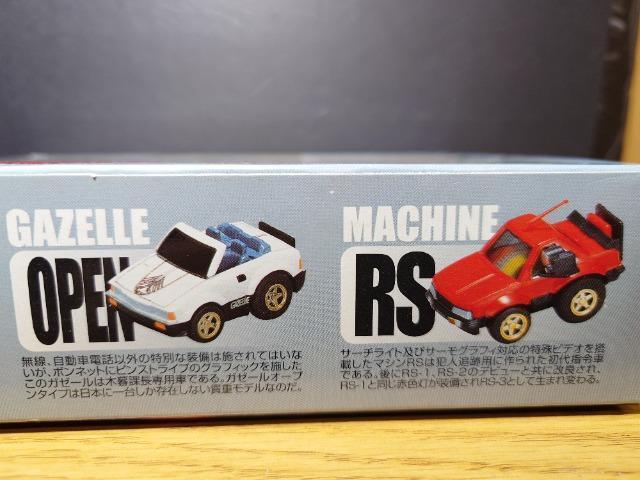 GAZELLE
OPEN
無線、自動車電話以外の特別な装備は施されてはいな
いが、ボンネットにピンストライプのグラフィックを施した
このガゼールは木暮課長専用車である。ガゼールオープ
ンタイプは日本に一台しか存在しない貴重モデルなのだ。
MACHINE
RS
サーチライト及びサーモグラフィ対応の特殊ビデオを搭
載したマシンRSは犯人追跡用に作られた初代指令車
である。後にRS-1、RS-2のデビューと共に改良され、
RS-1と同じ赤色灯が装備されRS-3として生まれ変わる。
GAZELLE